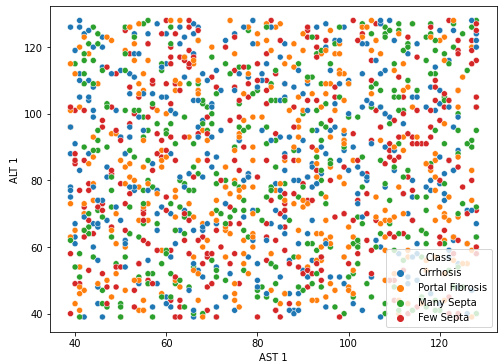 120
100
80
60
40
ALT 1
Class
Cirrhosis
Portal Fibrosis
Many Septa
Few Septa
40
60
80
100
120
AST 1